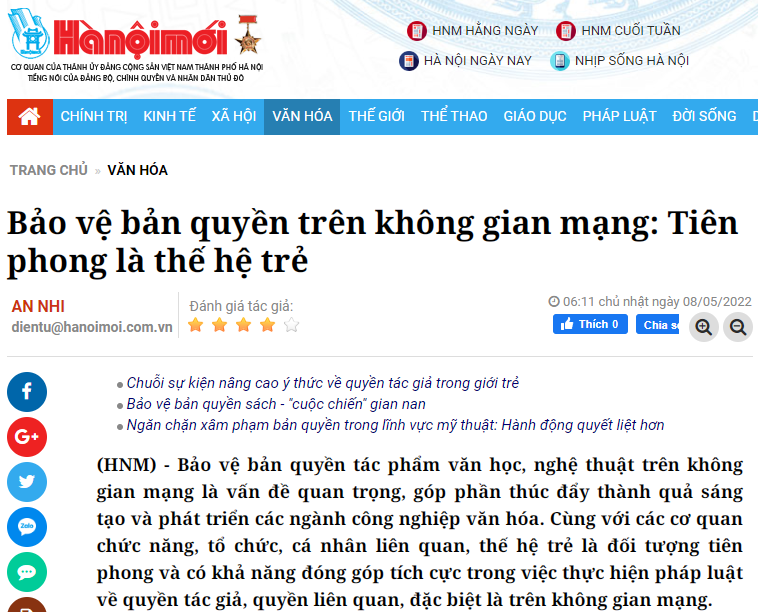 Hànộimới
CƠ QUAN CỦA THÀNH ỦY ĐẢNG CỘNG SẢN VIỆT NAM THÀNH PHỐ HÀ NỘI
TIẾNG NÓI CỦA ĐẢNG BỘ, CHÍNH QUYỀN VÀ NHÂN DÂN THỦ ĐÔ
HNM HẰNG NGÀY HNM CUỐI TUẦN
HÀ NỘI NGÀY NAY NHỊP SỐNG HÀ NỘI
CHÍNH TRỊ KINH TẾ XÃ HỘI VĂN HÓA THẾ GIỚI THỂ THAO GIÁO DỤC PHÁP LUẬT ĐỜI SỐNG
TRANG CHỦ » VĂN HÓA
Bảo vệ bản quyền trên không gian mạng: Tiên
phong là thế hệ trẻ
AN NHI
dientu@hanoimoi.com.vn
Đánh giá tác giả:
06:11 chủ nhật ngày 08/05/2022
Thích 0 Chia sẻ
Chuỗi sự kiện nâng cao ý thức về quyền tác giả trong giới trẻ
Bảo vệ bản quyền sách - "cuộc chiến" gian nan
Ngăn chặn xâm phạm bản quyền trong lĩnh vực mỹ thuật: Hành động quyết liệt hơn
f
G+
Zalo
(HNM) - Bảo vệ bản quyền tác phẩm văn học, nghệ thuật trên không
gian mạng là vấn đề quan trọng, góp phần thúc đẩy thành quả sáng
tạo và phát triển các ngành công nghiệp văn hóa. Cùng với các cơ quan
chức năng, tổ chức, cá nhân liên quan, thế hệ trẻ là đối tượng tiên
phong và có khả năng đóng góp tích cực trong việc thực hiện pháp luật
về quyền tác giả, quyền liên quan, đặc biệt là trên không gian mạng.